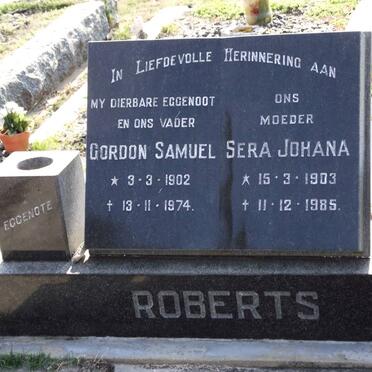 IN LIEFDEVOLLE HERINNERING AAN
MY DIERBARE EGGENOOT
EN ONS VADER
GORDON SAMUEL
* 3-3-1902
† 13-11-1974.
ONS
MOEDER
SERA JOHANA
* 15-3-1903
† 11-12-1985.
EGGENOTE
ROBERTS